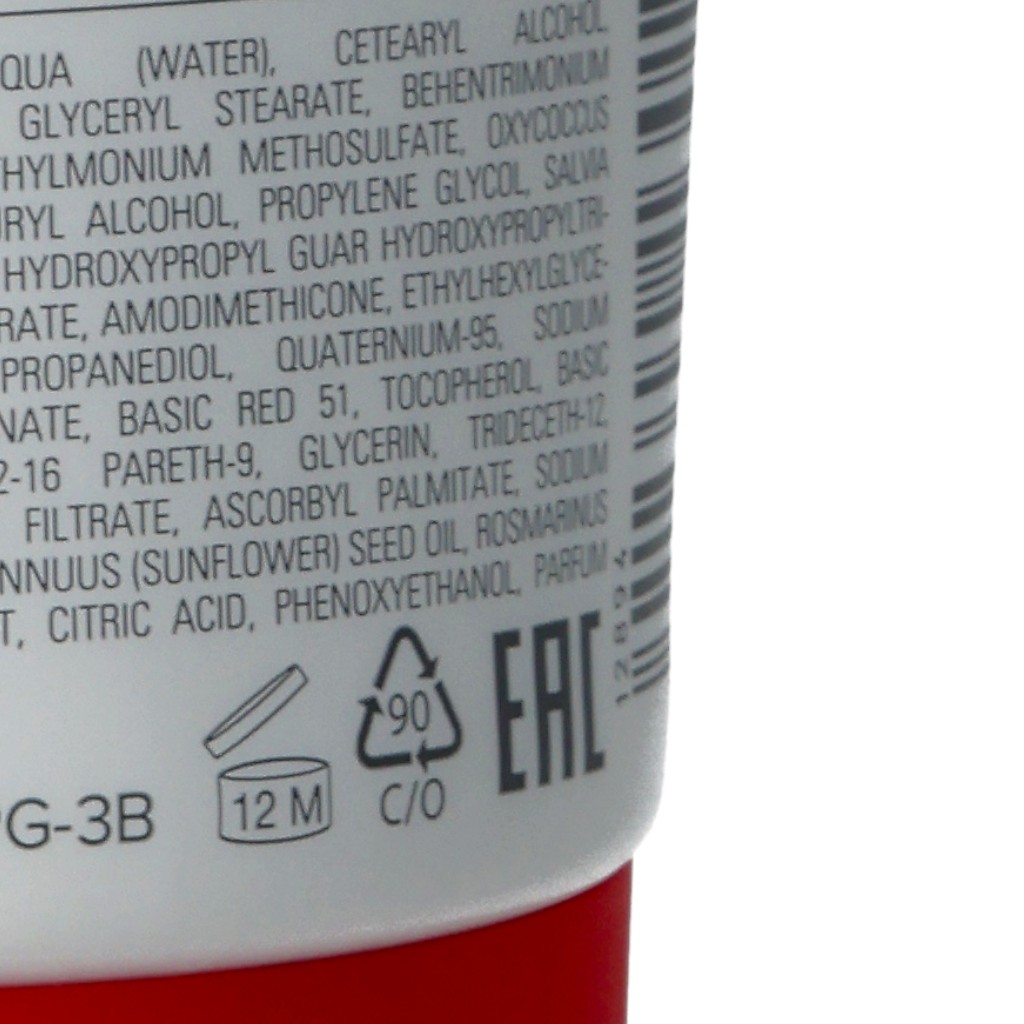 QUA (WATER), CETEARYL ALCOHOL
GLYCERYL STEARATE, BEHENTRIMONIUM
HYLMONIUM METHOSULFATE, OXYCOCCUS
URYL ALCOHOL, PROPYLENE GLYCOL, SALVIA
HYDROXYPROPYL GUAR HYDROXYPROPYLTRI-
RATE, AMODIMETHICONE, ETHYLHEXYLGLYCE-
PROPANEDIOL, QUATERNIUM-95, SODIUM
NATE, BASIC RED 51, TOCOPHEROL, BASIC
2-16 PARETH-9, GLYCERIN, TRIDECETH-12,
FILTRATE, ASCORBYL PALMITATE, SODIUM
NNUUS (SUNFLOWER) SEED OIL, ROSMARINUS
T, CITRIC ACID, PHENOXYETHANOL, PARFUM
G-3B
12 M
90
C/O
EAC
12894